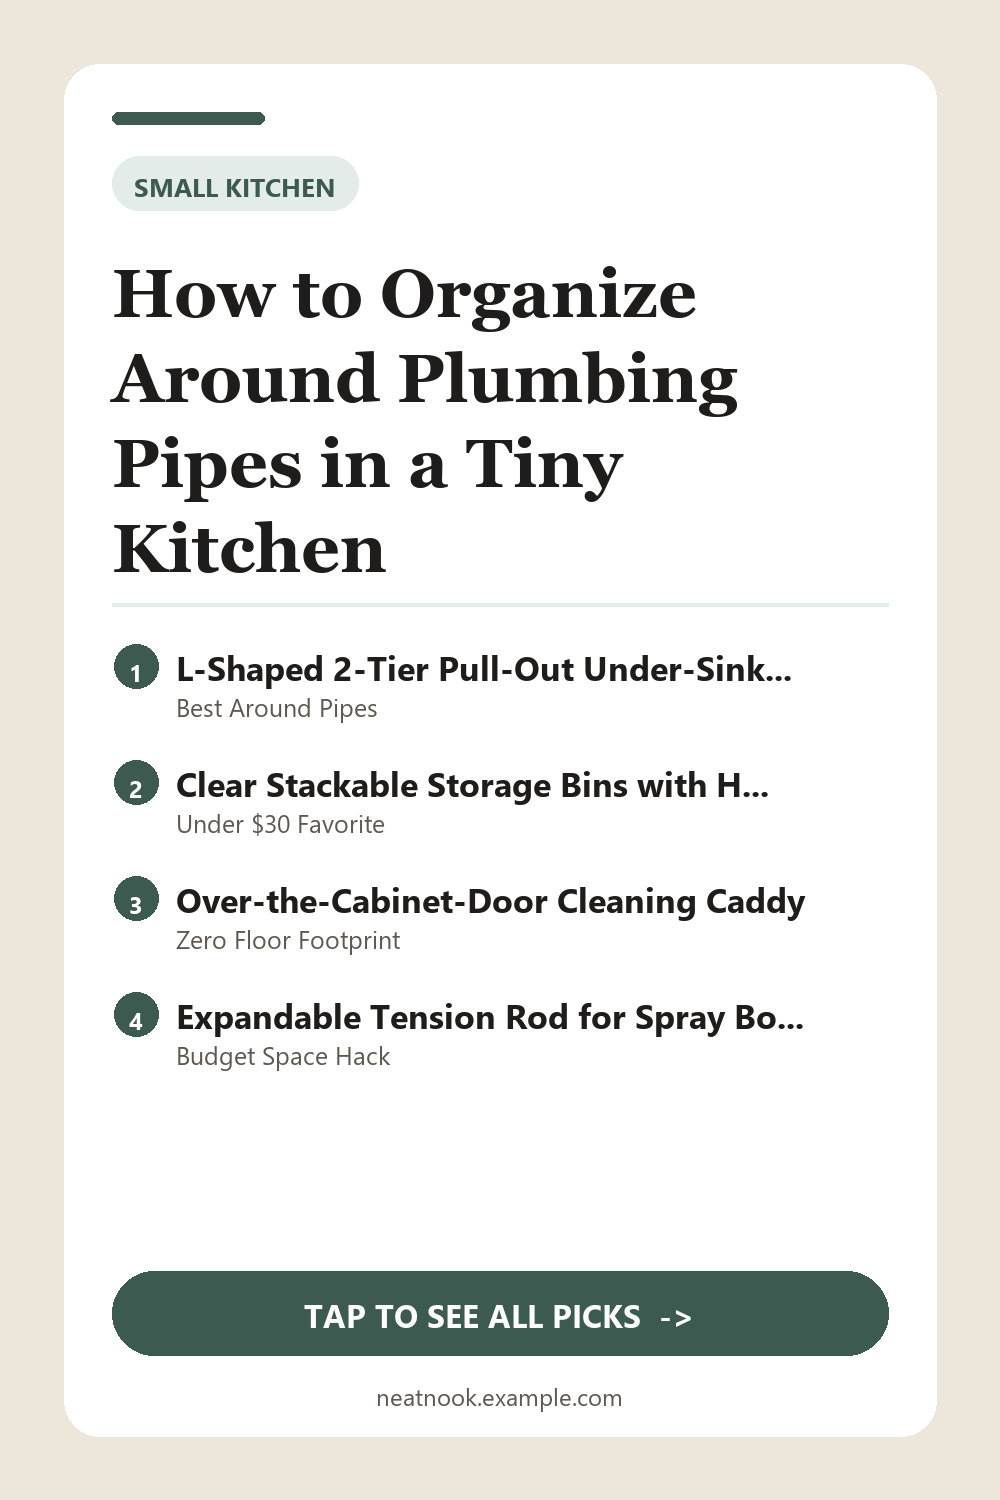 SMALL KITCHEN
How to Organize
Around Plumbing
Pipes in a Tiny
Kitchen
1 L-Shaped 2-Tier Pull-Out Under-Sink...
Best Around Pipes
2 Clear Stackable Storage Bins with H...
Under $30 Favorite
3 Over-the-Cabinet-Door Cleaning Caddy
Zero Floor Footprint
4 Expandable Tension Rod for Spray Bo...
Budget Space Hack
TAP TO SEE ALL PICKS ->
neatnook.example.com